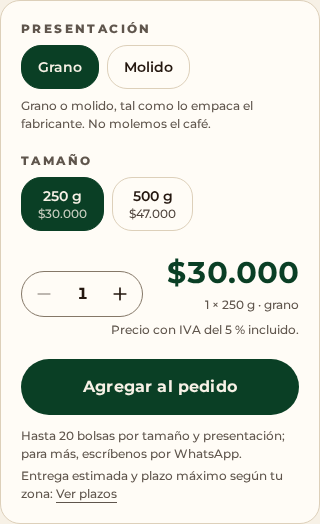 PRESENTACIÓN
Grano Molido
Grano o molido, tal como lo empaca el
fabricante. No molemos el café.
TAMAÑO
250 g 500 g
$30.000 $47.000
$30.000
− 1 +
1 × 250 g · grano
Precio con IVA del 5 % incluido.
Agregar al pedido
Hasta 20 bolsas por tamaño y presentación;
para más, escríbenos por WhatsApp.
Entrega estimada y plazo máximo según tu
zona: Ver plazos